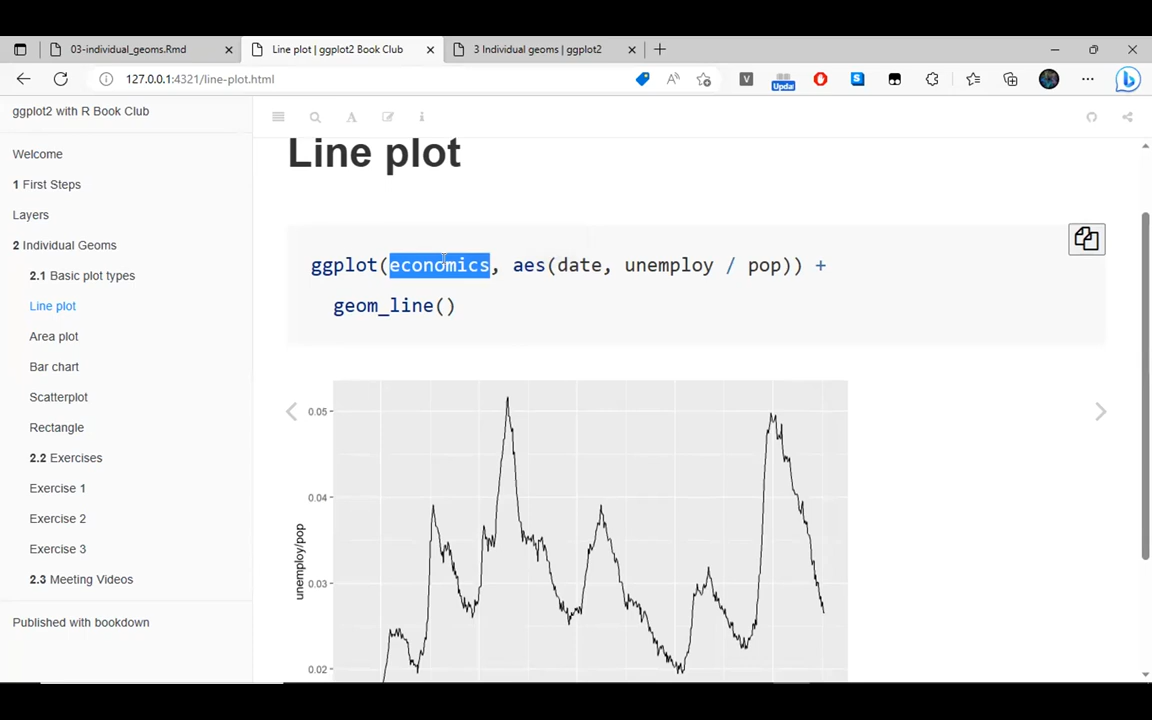 03-individual_geoms.Rmd
Line plot | ggplot2 Book Club
3 Individual geoms | ggplot2
127.0.0.1:4321/line-plot.html
V
Updat
S
ggplot2 with R Book Club
Welcome
1 First Steps
Layers
2 Individual Geoms
2.1 Basic plot types
Line plot
Area plot
Bar chart
Scatterplot
Rectangle
2.2 Exercises
Exercise 1
Exercise 2
Exercise 3
2.3 Meeting Videos
Published with bookdown
A
i
Line plot
ggplot(economics, aes(date, unemploy / pop)) +
geom_line()
0.05
0.04
0.03
0.02
unemploy/pop